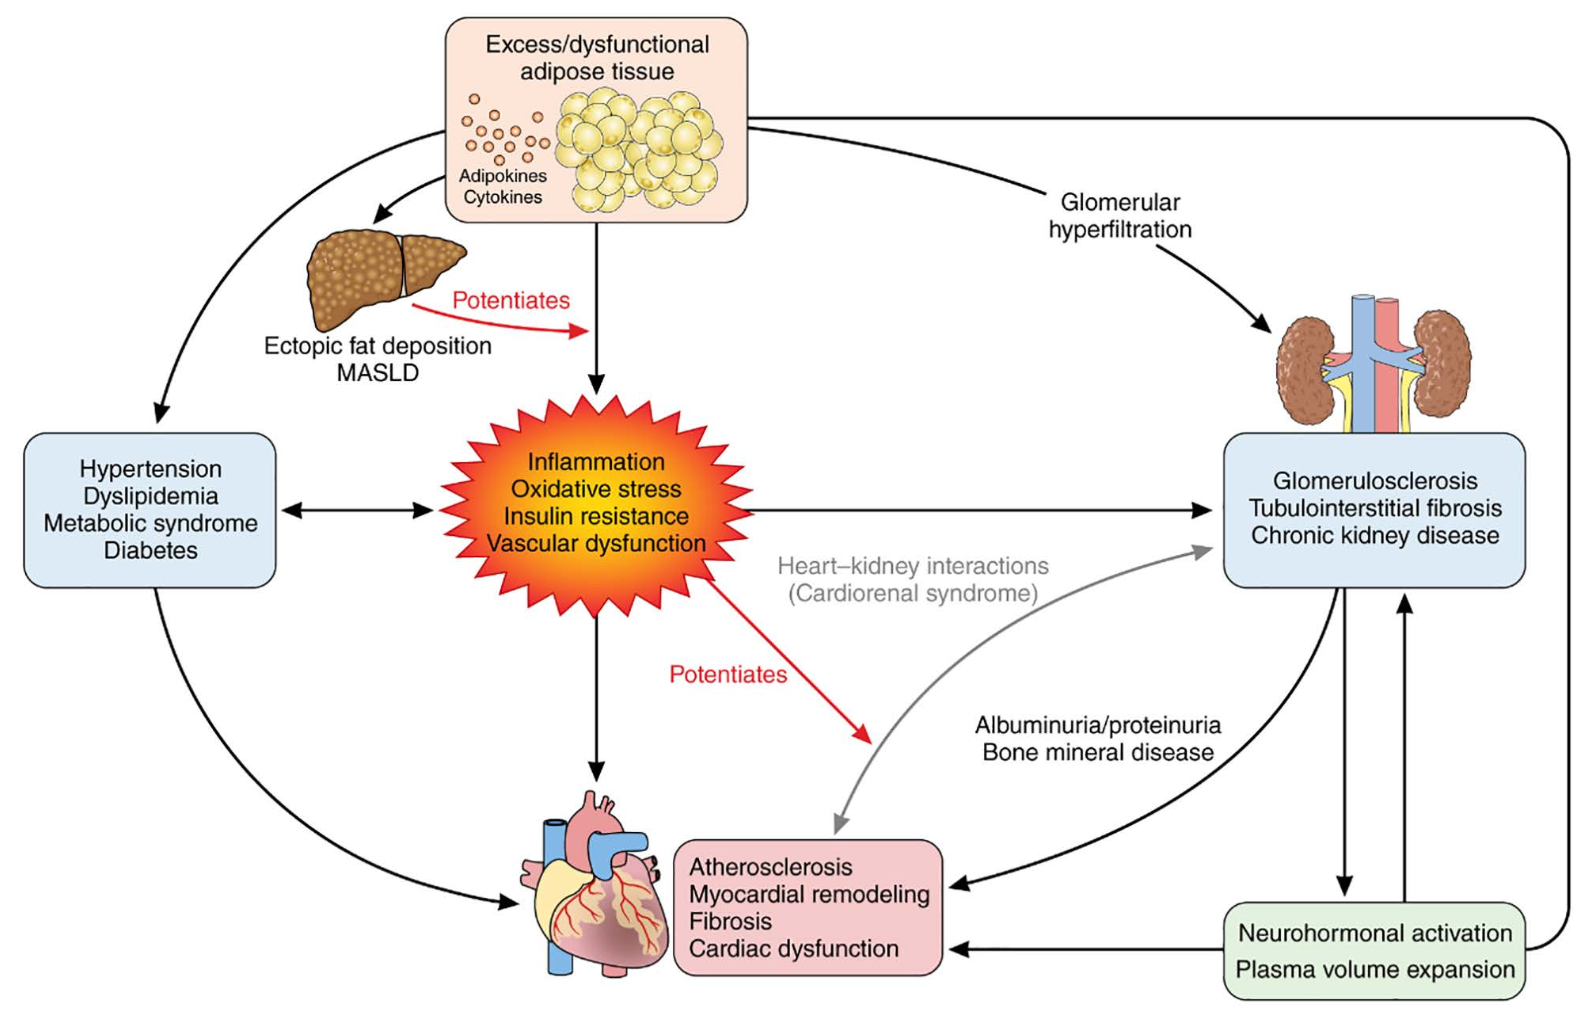 Excess/dysfunctional
adipose tissue
Adipokines
Cytokines
Glomerular
hyperfiltration
Potentiates
Ectopic fat deposition
MASLD
Hypertension
Dyslipidemia
Metabolic syndrome
Diabetes
Inflammation
Oxidative stress
Insulin resistance
Vascular dysfunction
Glomerulosclerosis
Tubulointerstitial fibrosis
Chronic kidney disease
Heart–kidney interactions
(Cardiorenal syndrome)
Potentiates
Albuminuria/proteinuria
Bone mineral disease
Atherosclerosis
Myocardial remodeling
Fibrosis
Cardiac dysfunction
Neurohormonal activation
Plasma volume expansion